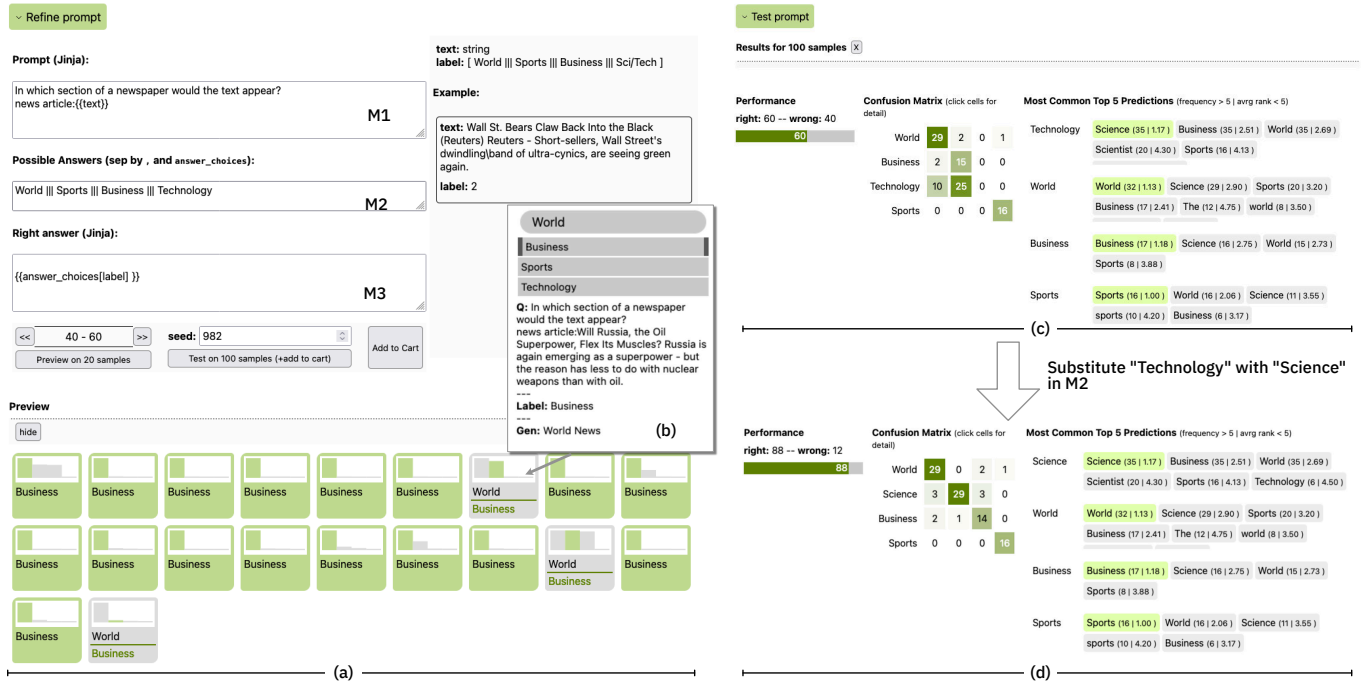 Refine prompt
Prompt (Jinja):
In which section of a newspaper would the text appear?
news article:{{text}}
M1
Possible Answers (sep by , and answer_choices):
World ||| Sports ||| Business ||| Technology
M2
Right answer (Jinja):
{{answer_choices[label] }}
M3
<< 40 - 60 >> seed: 982
Preview on 20 samples Test on 100 samples (+add to cart) Add to Cart
text: string
label: [ World ||| Sports ||| Business ||| Sci/Tech ]
Example:
text: Wall St. Bears Claw Back Into the Black
(Reuters) Reuters - Short-sellers, Wall Street's
dwindling\band of ultra-cynics, are seeing green
again.
label: 2
World
Business
Sports
Technology
Q: In which section of a newspaper
would the text appear?
news article:Will Russia, the Oil
Superpower, Flex Its Muscles? Russia is
again emerging as a superpower - but
the reason has less to do with nuclear
weapons than with oil.
---
Label: Business
---
Gen: World News
(b)
Preview
hide
Business Business Business Business Business Business World Business Business
Business
Business Business Business Business Business Business Business World Business
Business
Business World
Business
(a)
Test prompt
Results for 100 samples X
Performance
right: 60 -- wrong: 40
60
Confusion Matrix (click cells for
detail)
World 29 2 0 1
Business 2 15 0 0
Technology 10 25 0 0
Sports 0 0 0 16
Most Common Top 5 Predictions (frequency > 5 | avrg rank < 5)
Technology Science (35 | 1.17 ) Business (35 | 2.51 ) World (35 | 2.69 )
Scientist (20 | 4.30 ) Sports (16 | 4.13 )
World World (32 | 1.13 ) Science (29 | 2.90 ) Sports (20 | 3.20 )
Business (17 | 2.41 ) The (12 | 4.75 ) world (8 | 3.50 )
Business Business (17 | 1.18 ) Science (16 | 2.75 ) World (15 | 2.73 )
Sports (8 | 3.88 )
Sports Sports (16 | 1.00 ) World (16 | 2.06 ) Science (11 | 3.55 )
sports (10 | 4.20 ) Business (6 | 3.17 )
(c)
Substitute "Technology" with "Science"
in M2
Performance
right: 88 -- wrong: 12
88
Confusion Matrix (click cells for
detail)
World 29 0 2 1
Science 3 29 3 0
Business 2 1 14 0
Sports 0 0 0 16
Most Common Top 5 Predictions (frequency > 5 | avrg rank < 5)
Science Science (35 | 1.17 ) Business (35 | 2.51 ) World (35 | 2.69 )
Scientist (20 | 4.30 ) Sports (16 | 4.13 ) Technology (6 | 4.50 )
World World (32 | 1.13 ) Science (29 | 2.90 ) Sports (20 | 3.20 )
Business (17 | 2.41 ) The (12 | 4.75 ) world (8 | 3.50 )
Business Business (17 | 1.18 ) Science (16 | 2.75 ) World (15 | 2.73 )
Sports (8 | 3.88 )
Sports Sports (16 | 1.00 ) World (16 | 2.06 ) Science (11 | 3.55 )
sports (10 | 4.20 ) Business (6 | 3.17 )
(d)